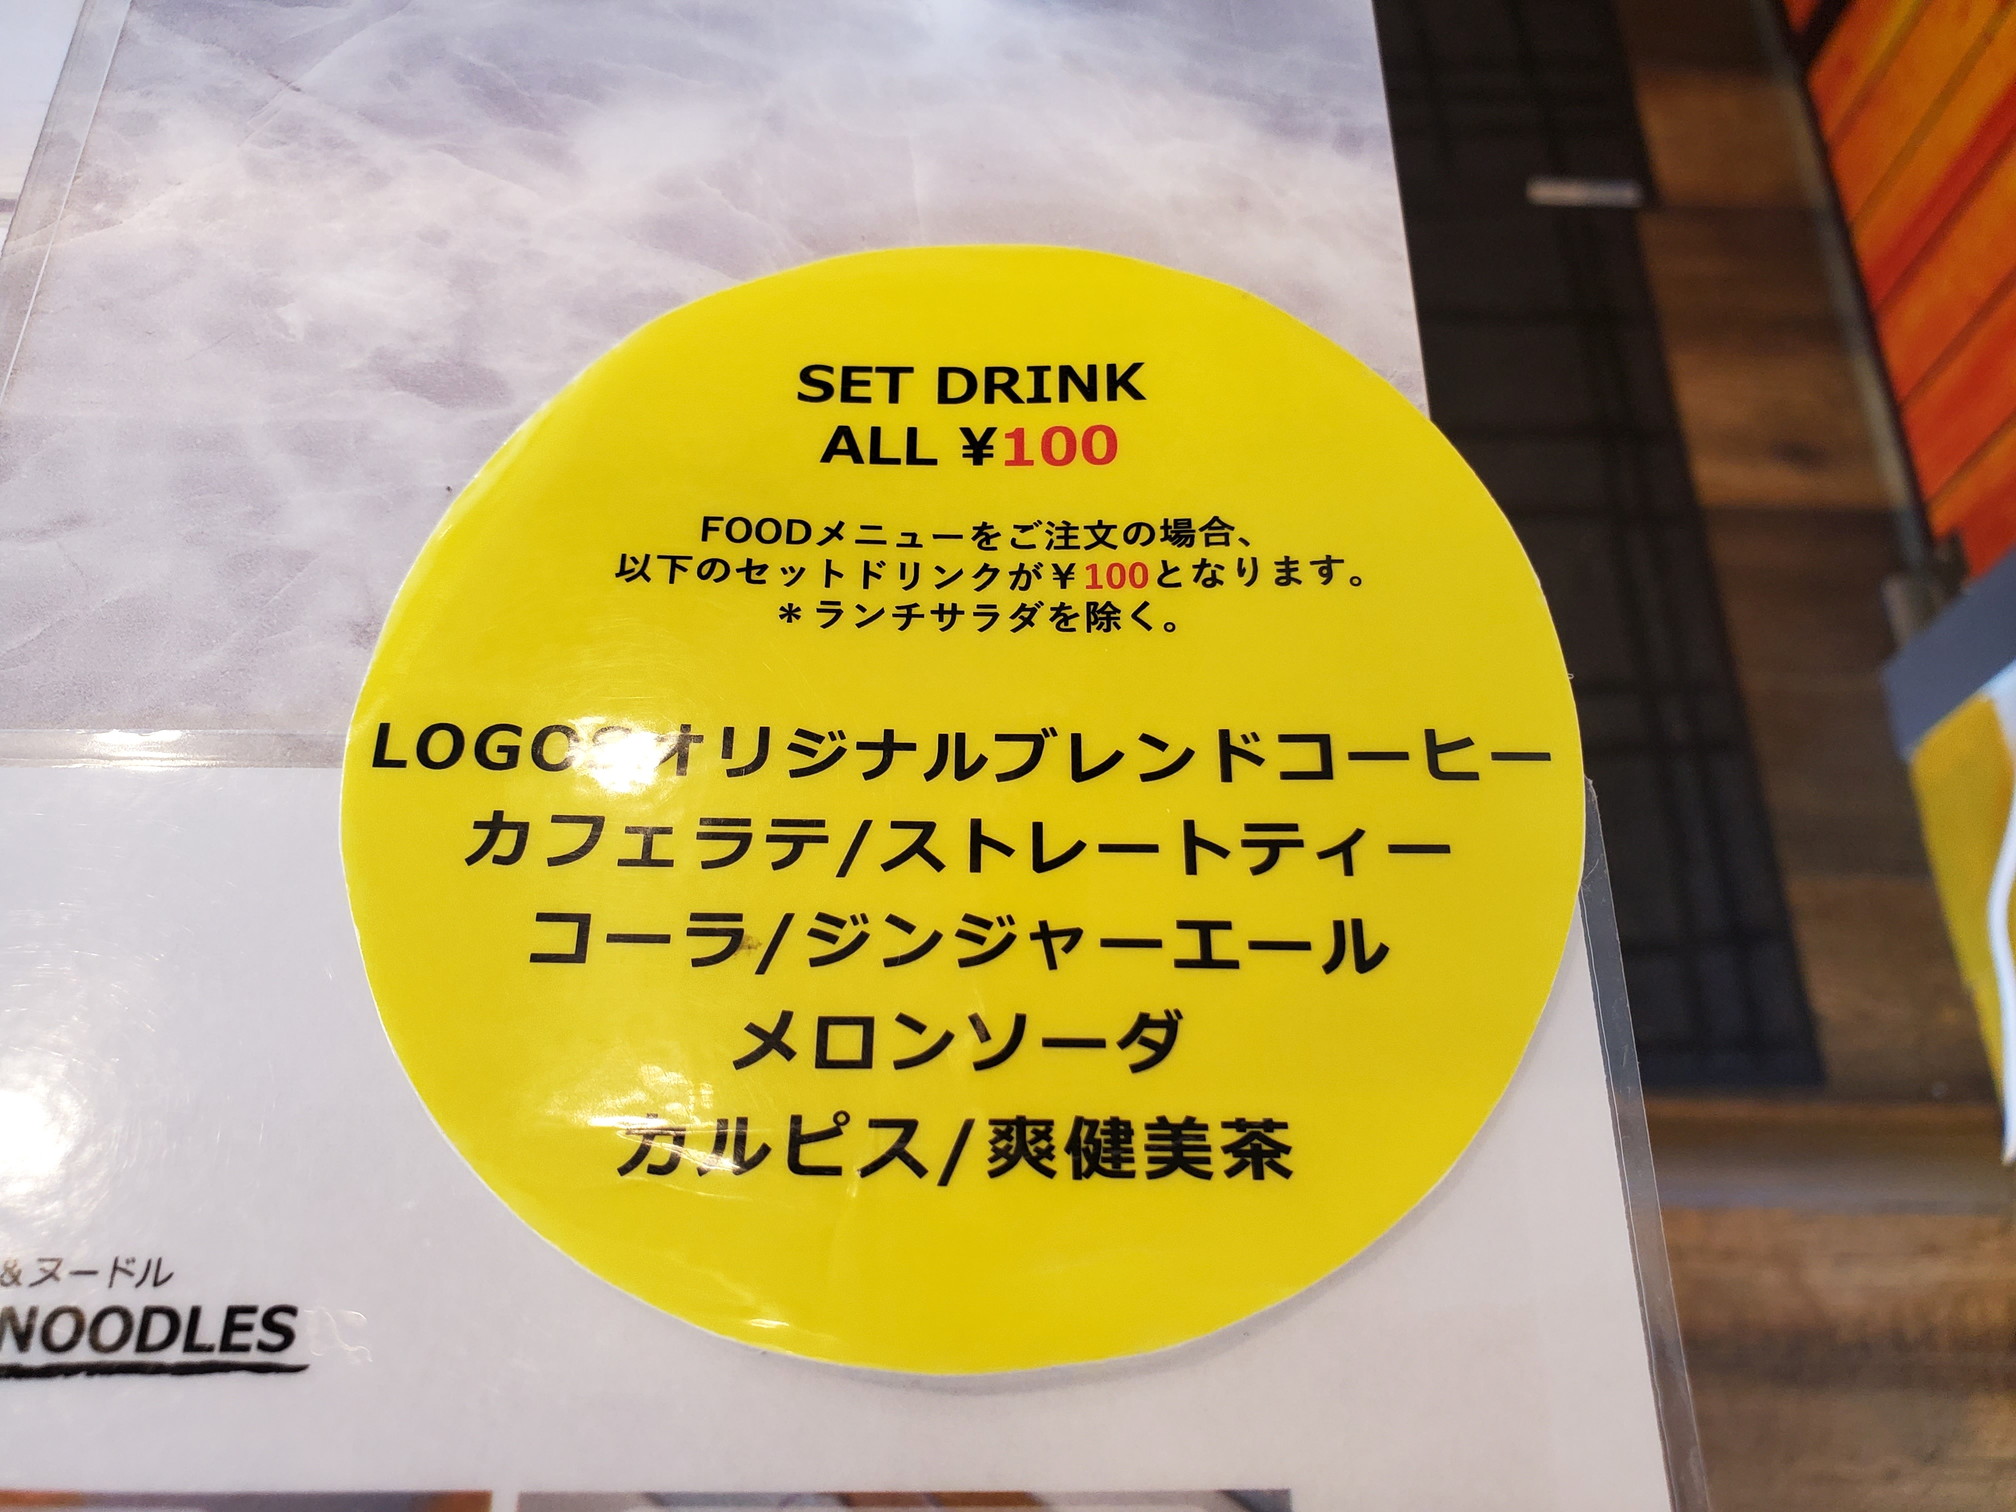 SET DRINK
ALL ¥100
FOODメニューをご注文の場合、
以下のセットドリンクが¥100となります。
＊ランチサラダを除く。
LOGOSオリジナルブレンドコーヒー
カフェラテ/ストレートティー
コーラ/ジンジャーエール
メロンソーダ
カルピス/爽健美茶
&ヌードル
NOODLES